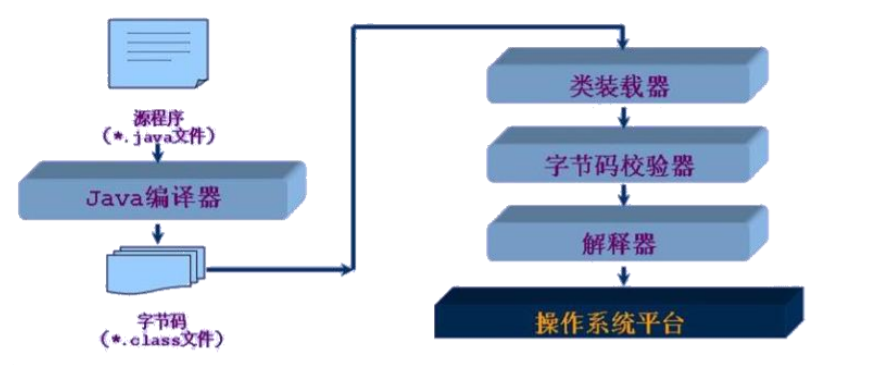 源程序
(*.java文件)
Java编译器
字节码
(*.class文件)
类装载器
字节码校验器
解释器
操作系统平台